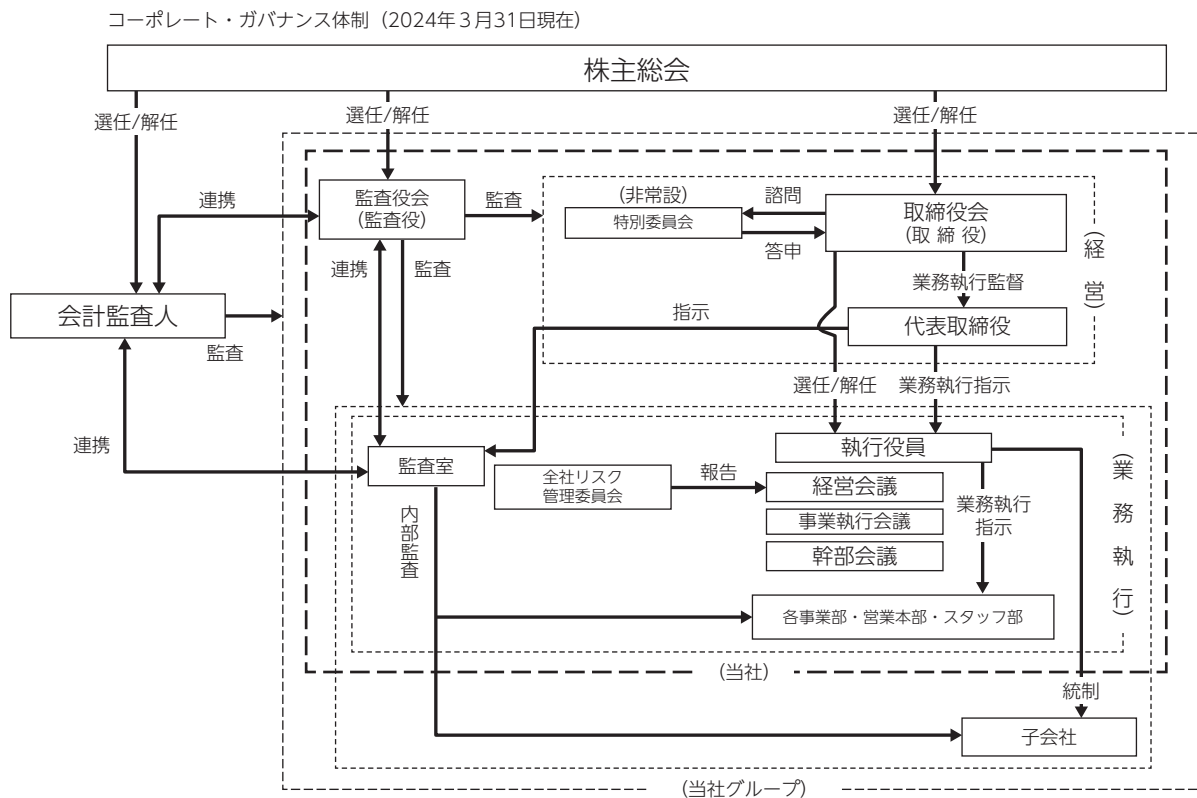 コーポレート・ガバナンス体制（2024年3月31日現在）
株主総会
選任/解任
選任/解任
選任/解任
連携
監査役会
(監査役)
監査
(非常設)
特別委員会
諮問
答申
取締役会
(取 締 役)
(経営)
連携
監査
業務執行監督
会計監査人
監査
指示
代表取締役
選任/解任
業務執行指示
連携
監査室
執行役員
(業務執行)
全社リスク
管理委員会
報告
経営会議
事業執行会議
幹部会議
業務執行
指示
内部監査
各事業部・営業本部・スタッフ部
(当社)
統制
子会社
(当社グループ)